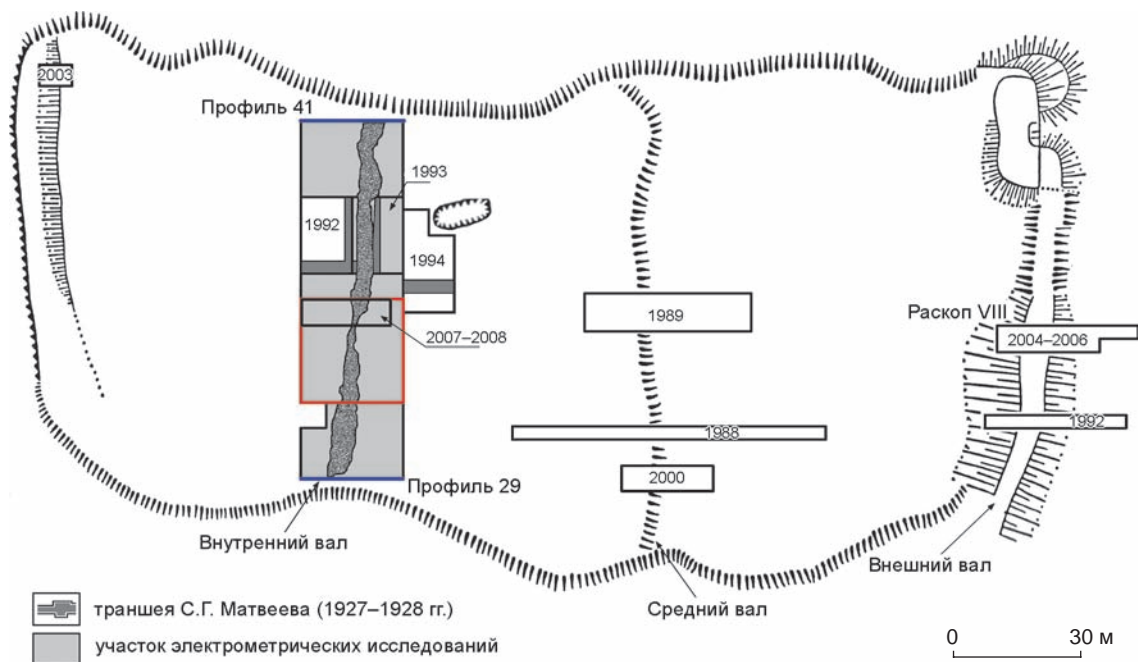 2003
Профиль 41
1993
1992
1994
1989
Раскоп VIII
2004–2006
2007–2008
1992
1988
2000
Профиль 29
Внутренний вал
Внешний вал
Средний вал
траншея С.Г. Матвеева (1927–1928 гг.)
участок электрометрических исследований
0 30 м